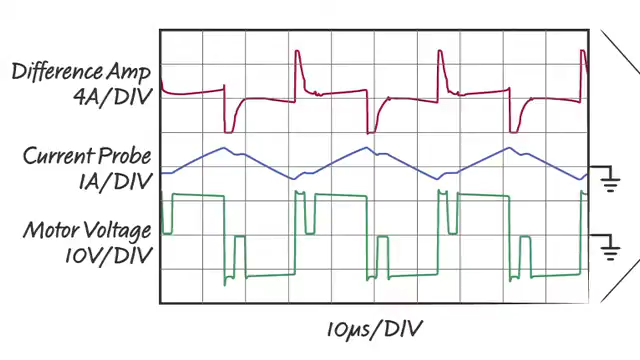 Difference Amp
4A/DIV
Current Probe
1A/DIV
Motor Voltage
10V/DIV
10µs/DIV